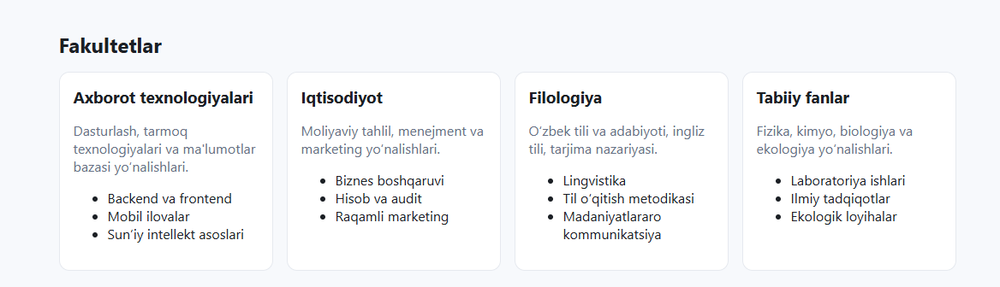 Fakultetlar
Axborot texnologiyalari
Dasturlash, tarmoq
texnologiyalari va ma'lumotlar
bazasi yo‘nalishlari.
Backend va frontend
Mobil ilovalar
Sun’iy intellekt asoslari
Iqtisodiyot
Moliyaviy tahlil, menejment va
marketing yo‘nalishlari.
Biznes boshqaruvi
Hisob va audit
Raqamli marketing
Filologiya
O‘zbek tili va adabiyoti, ingliz
tili, tarjima nazariyasi.
Lingvistika
Til o‘qitish metodikasi
Madaniyatlararo
kommunikatsiya
Tabiiy fanlar
Fizika, kimyo, biologiya va
ekologiya yo‘nalishlari.
Laboratoriya ishlari
Ilmiy tadqiqotlar
Ekologik loyihalar